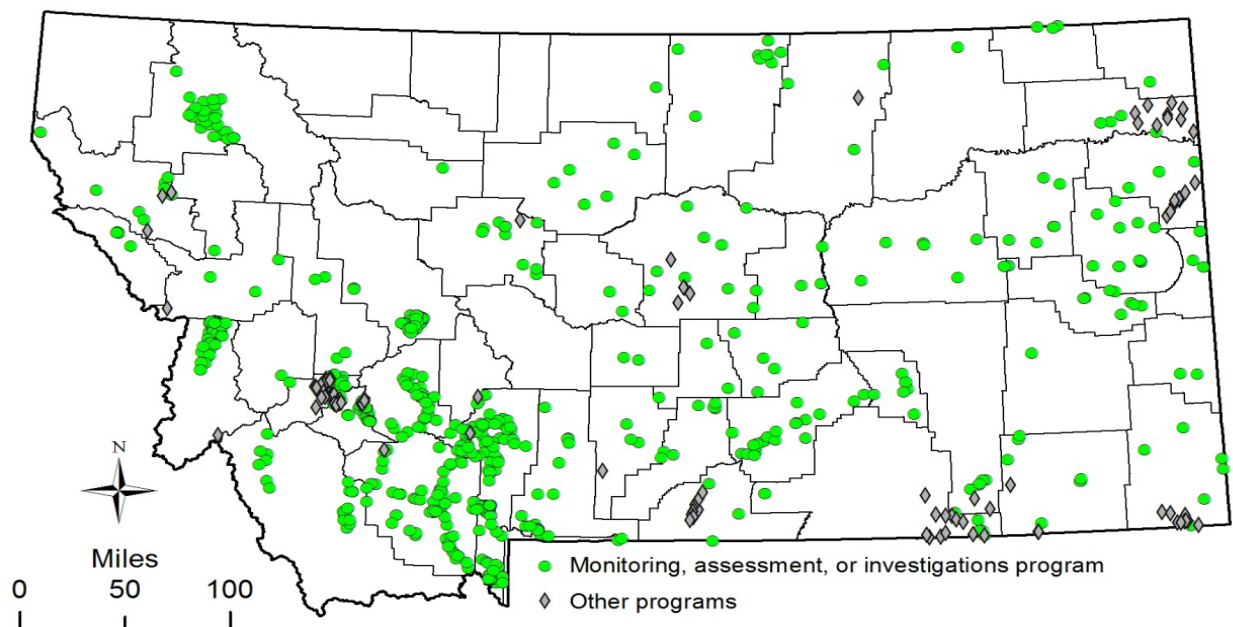 N
Miles
0 50 100
Monitoring, assessment, or investigations program
Other programs